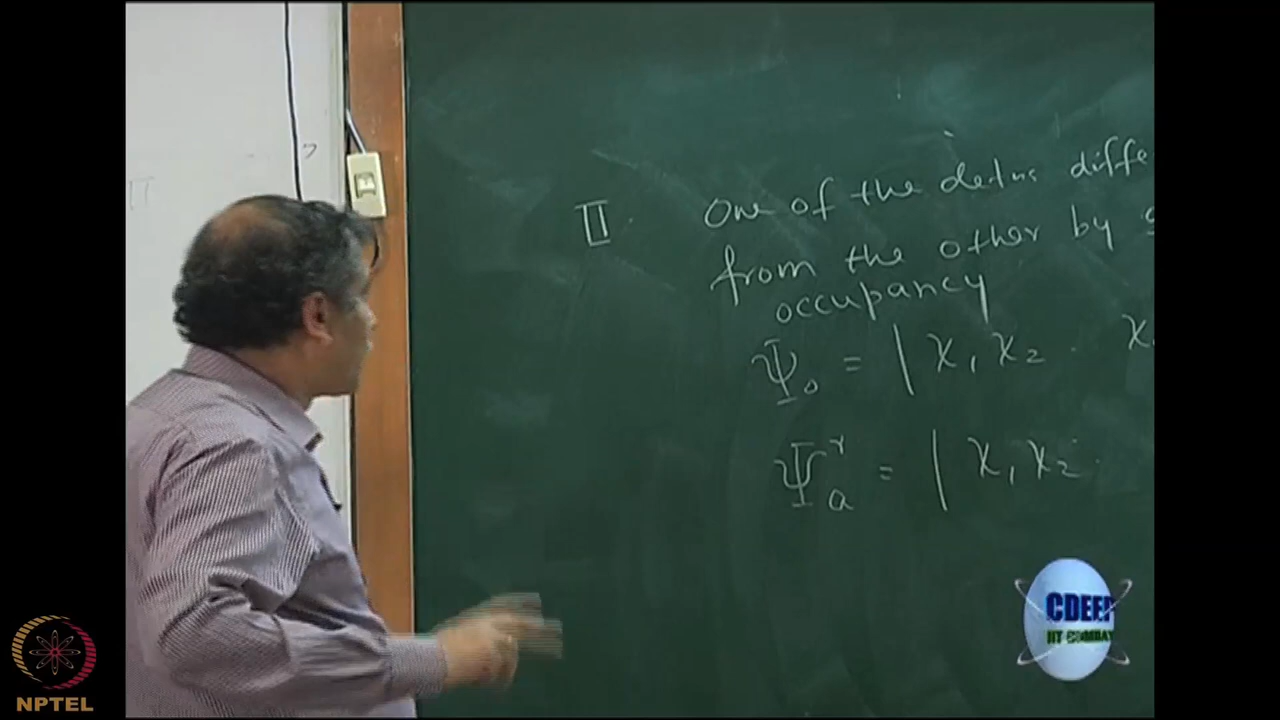 II. One of the detns diffe
from the other by
occupancy
Ψ₀ = | χ₁ χ₂ . χ
Ψₐʳ = | χ₁ χ₂ .
CDEEP
IIT BOMBAY
NPTEL